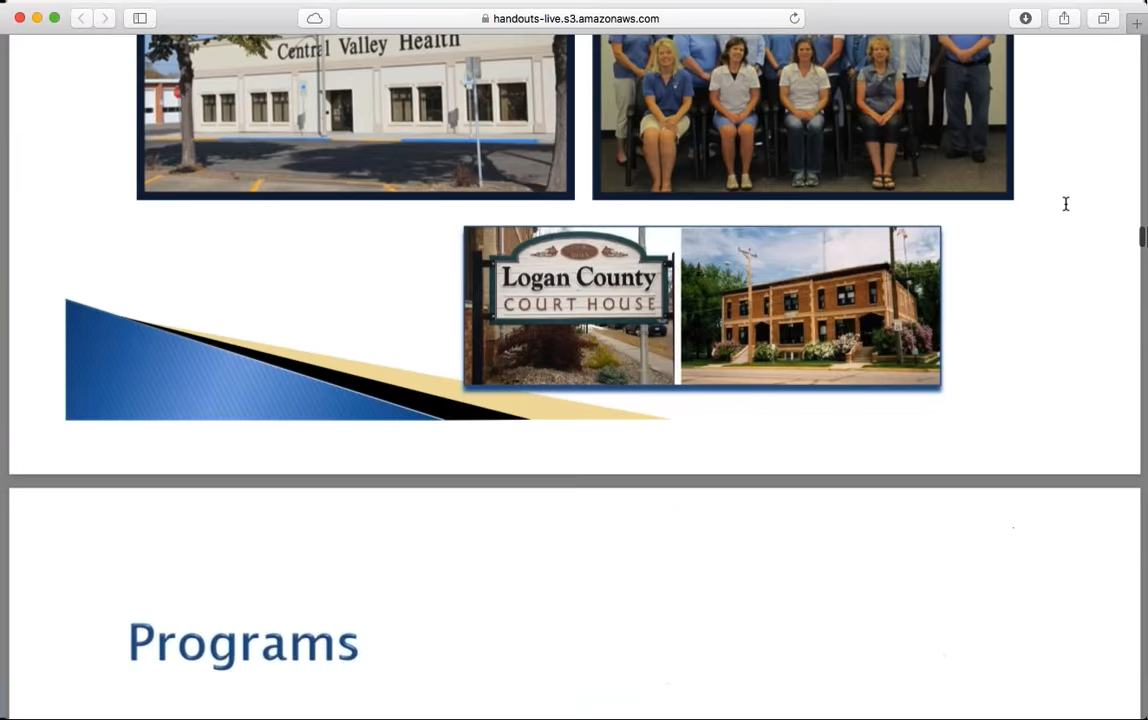 handouts-live.s3.amazonaws.com
Central Valley Health
Logan County
COURT HOUSE
Programs